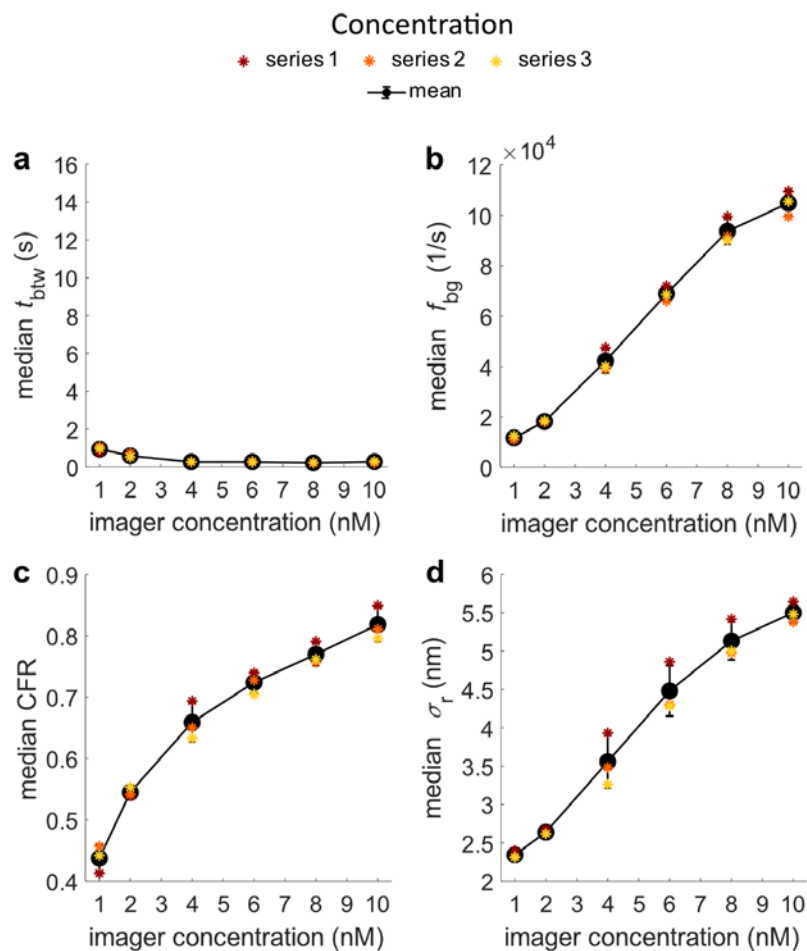 Concentration
series 1 series 2 series 3
mean
a
median t_btw (s)
16
14
12
10
8
6
4
2
0
1 2 3 4 5 6 7 8 9 10
imager concentration (nM)
b
× 10^4
median f_bg (1/s)
12
10
8
6
4
2
0
1 2 3 4 5 6 7 8 9 10
imager concentration (nM)
c
median CFR
0.9
0.8
0.7
0.6
0.5
0.4
1 2 3 4 5 6 7 8 9 10
imager concentration (nM)
d
median σ_r (nm)
6
5.5
5
4.5
4
3.5
3
2.5
2
1 2 3 4 5 6 7 8 9 10
imager concentration (nM)